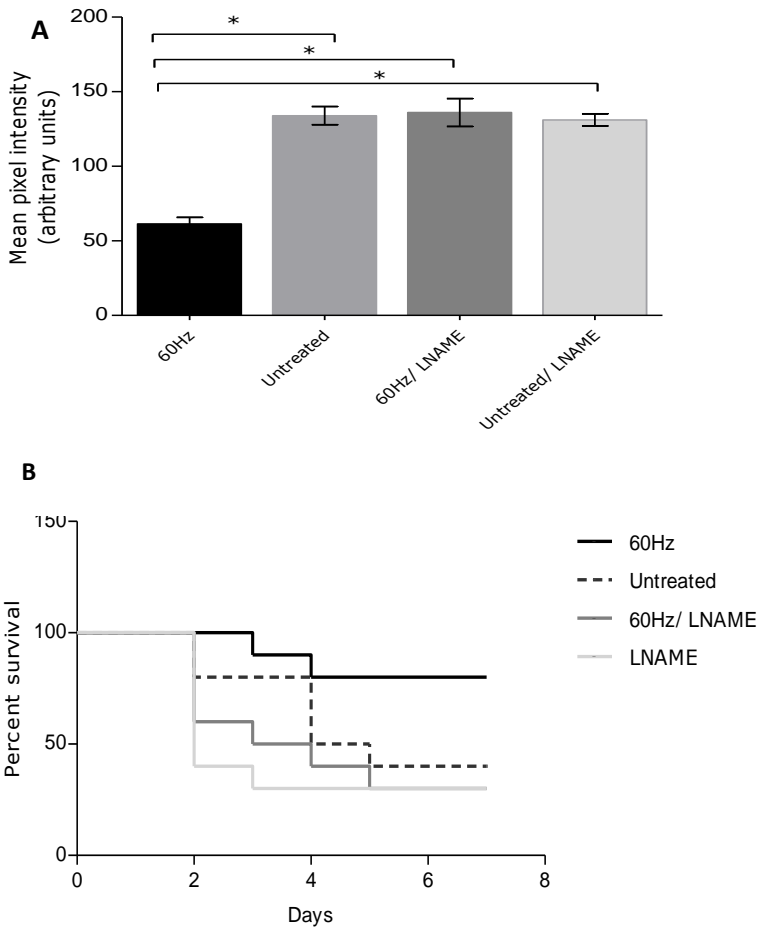 A
200
*
*
150
*
100
50
0
Mean pixel intensity
(arbitrary units)
60Hz
Untreated
60Hz/ LNAME
Untreated/ LNAME
B
150
100
50
0
Percent survival
0 2 4 6 8
Days
60Hz
Untreated
60Hz/ LNAME
LNAME